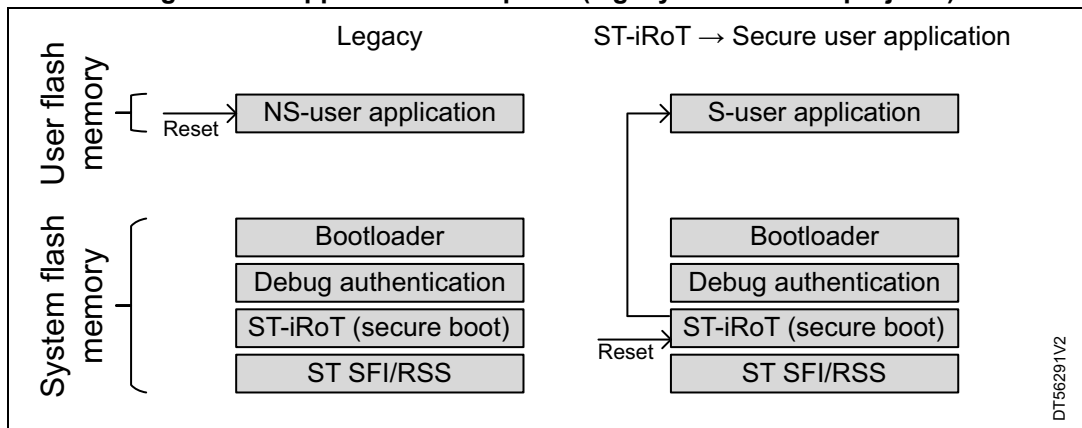 Legacy
ST-iRoT → Secure user application
User flash
memory
Reset
NS-user application
S-user application
System flash
memory
Bootloader
Debug authentication
ST-iRoT (secure boot)
ST SFI/RSS
Reset
Bootloader
Debug authentication
ST-iRoT (secure boot)
ST SFI/RSS
DT56291V2